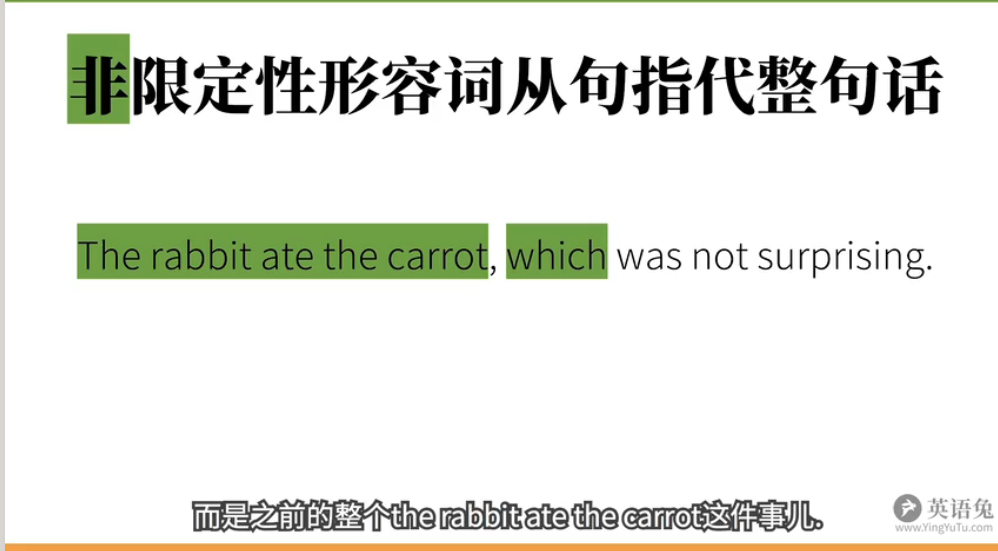 非限定性形容词从句指代整句话
The rabbit ate the carrot, which was not surprising.
而是之前的整个the rabbit ate the carrot这件事儿.
英语兔
www.YingYuTu.com